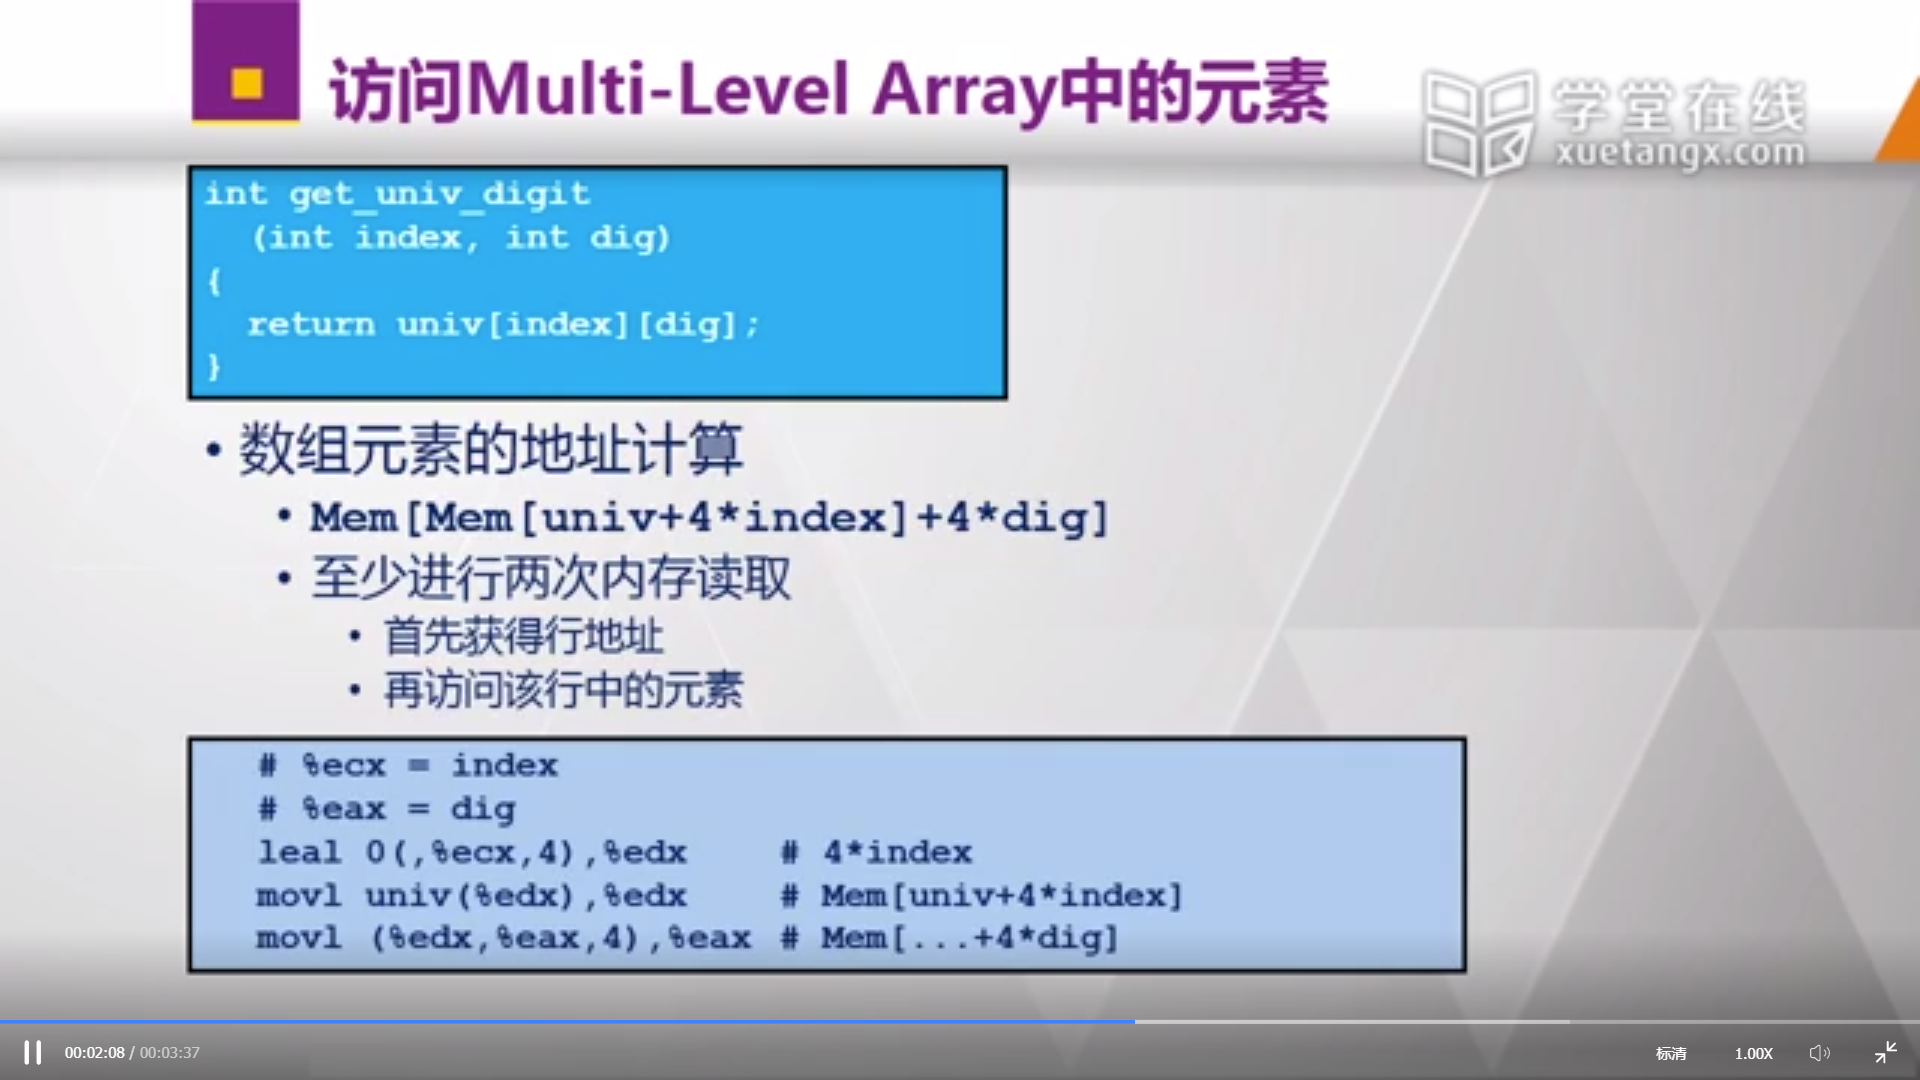 访问Multi-Level Array中的元素
学堂在线
xuetangx.com
int get_univ_digit
(int index, int dig)
{
return univ[index][dig];
}
• 数组元素的地址计算
• Mem[Mem[univ+4*index]+4*dig]
• 至少进行两次内存读取
• 首先获得行地址
• 再访问该行中的元素
# %ecx = index
# %eax = dig
leal 0(,%ecx,4),%edx # 4*index
movl univ(%edx),%edx # Mem[univ+4*index]
movl (%edx,%eax,4),%eax # Mem[...+4*dig]
00:02:08 / 00:03:37 标清 1.00X